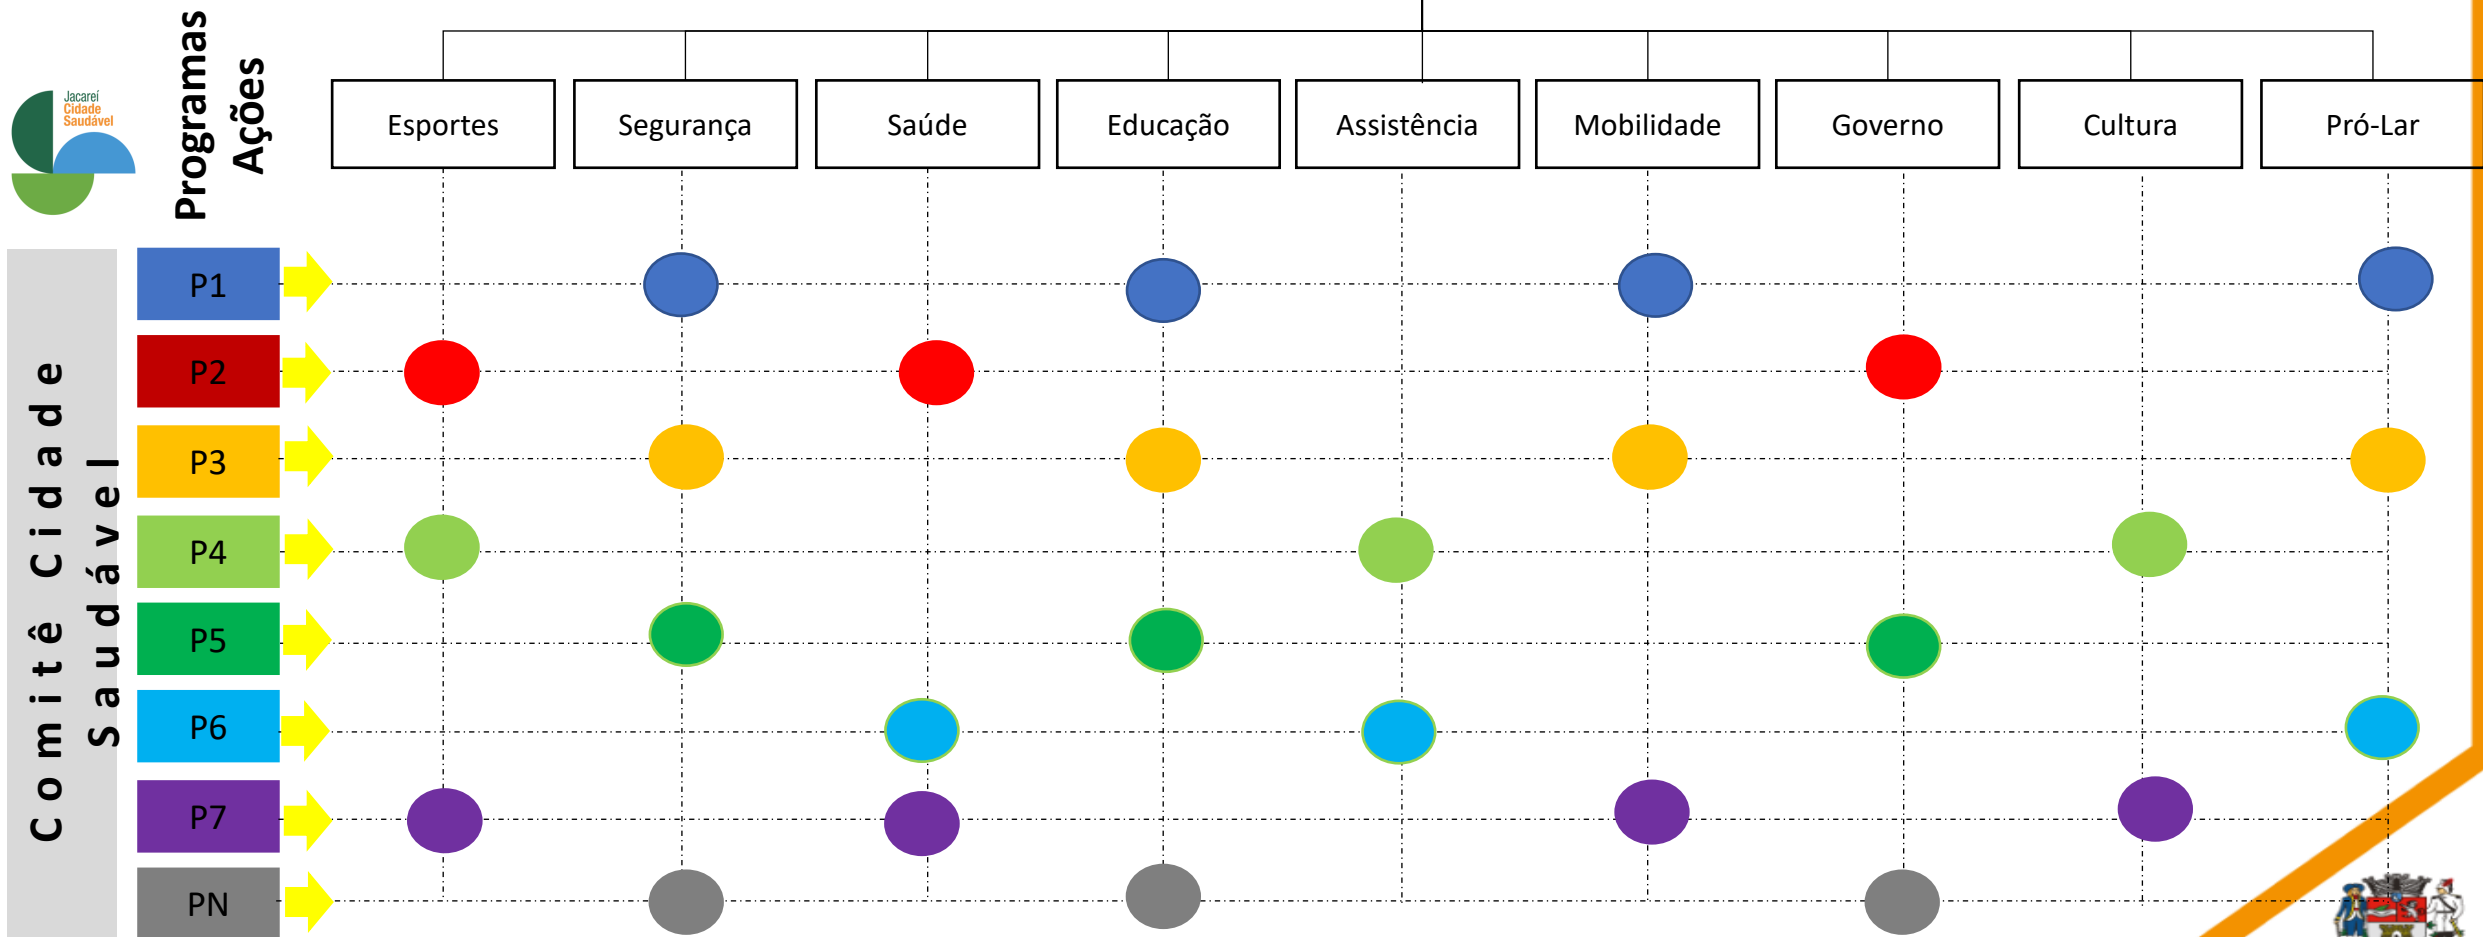 Jacareí
Cidade
Saudável
Programas
Ações
Esportes
Segurança
Saúde
Educação
Assistência
Mobilidade
Governo
Cultura
Pró-Lar
Comitê Cidade
Saudável
P1
P2
P3
P4
P5
P6
P7
PN